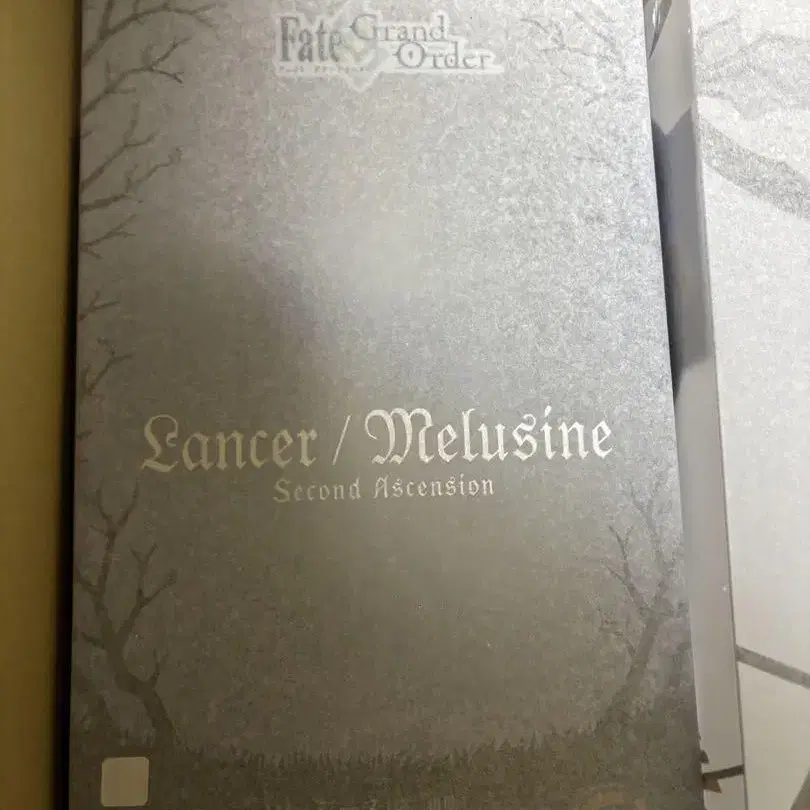 Fate
Grand
Order
Lancer / Melusine
Second Ascension